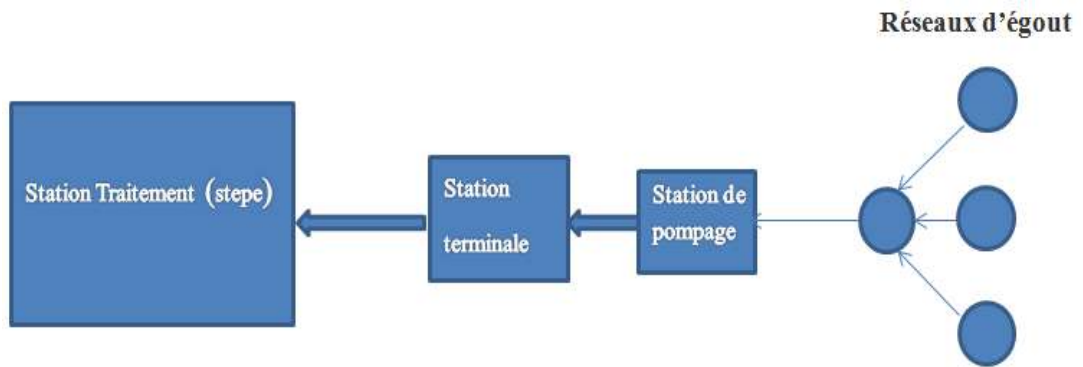 Réseaux d’égout
Station Traitement (stepe)
Station
terminale
Station de
pompage